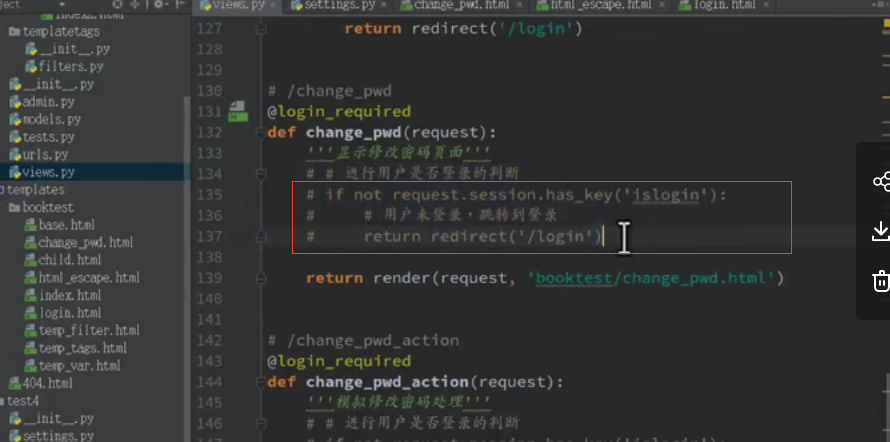 views.py
settings.py
change_pwd.html
html_escape.html
login.html
templatetags
__init__.py
filters.py
__init__.py
admin.py
models.py
tests.py
urls.py
views.py
templates
booktest
base.html
change_pwd.html
child.html
html_escape.html
index.html
login.html
temp_filter.html
temp_tags.html
temp_var.html
404.html
test4
__init__.py
settings.py
127 return redirect('/login')
128
129
130 # /change_pwd
131 @login_required
132 def change_pwd(request):
133 '''显示修改密码页面'''
134 # # 进行用户是否登录的判断
135 # if not request.session.has_key('islogin'):
136 # # 用户未登录，跳转到登录
137 # return redirect('/login')
138
139 return render(request, 'booktest/change_pwd.html')
140
141
142 # /change_pwd_action
143 @login_required
144 def change_pwd_action(request):
145 '''模拟修改密码处理'''
146 # # 进行用户是否登录的判断